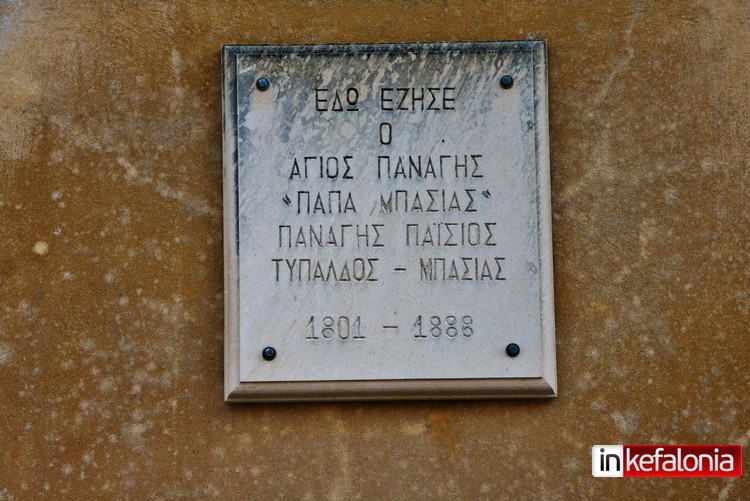 ΕΔΩ ΕΖΗΣΕ
Ο
ΑΓΙΟΣ ΠΑΝΑΓΗΣ
"ΠΑΠΑ ΜΠΑΣΙΑΣ"
ΠΑΝΑΓΗΣ ΠΑΪΣΙΟΣ
ΤΥΠΑΛΔΟΣ – ΜΠΑΣΙΑΣ
1801 – 1888
inkefalonia